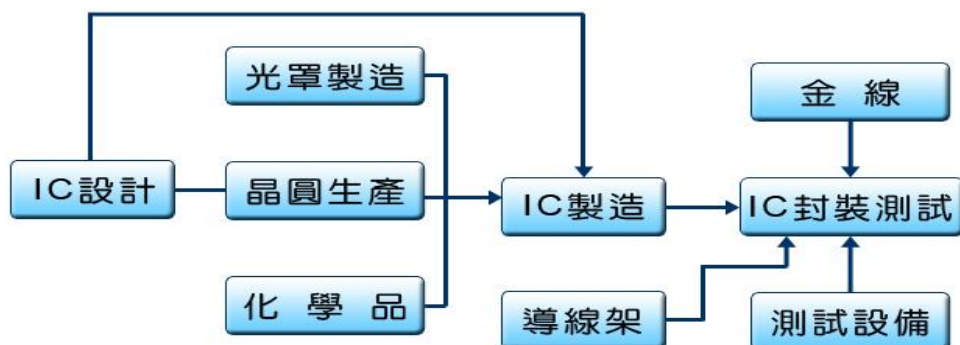 光罩製造
金線
IC設計
晶圓生產
IC製造
IC封裝測試
化學品
導線架
測試設備